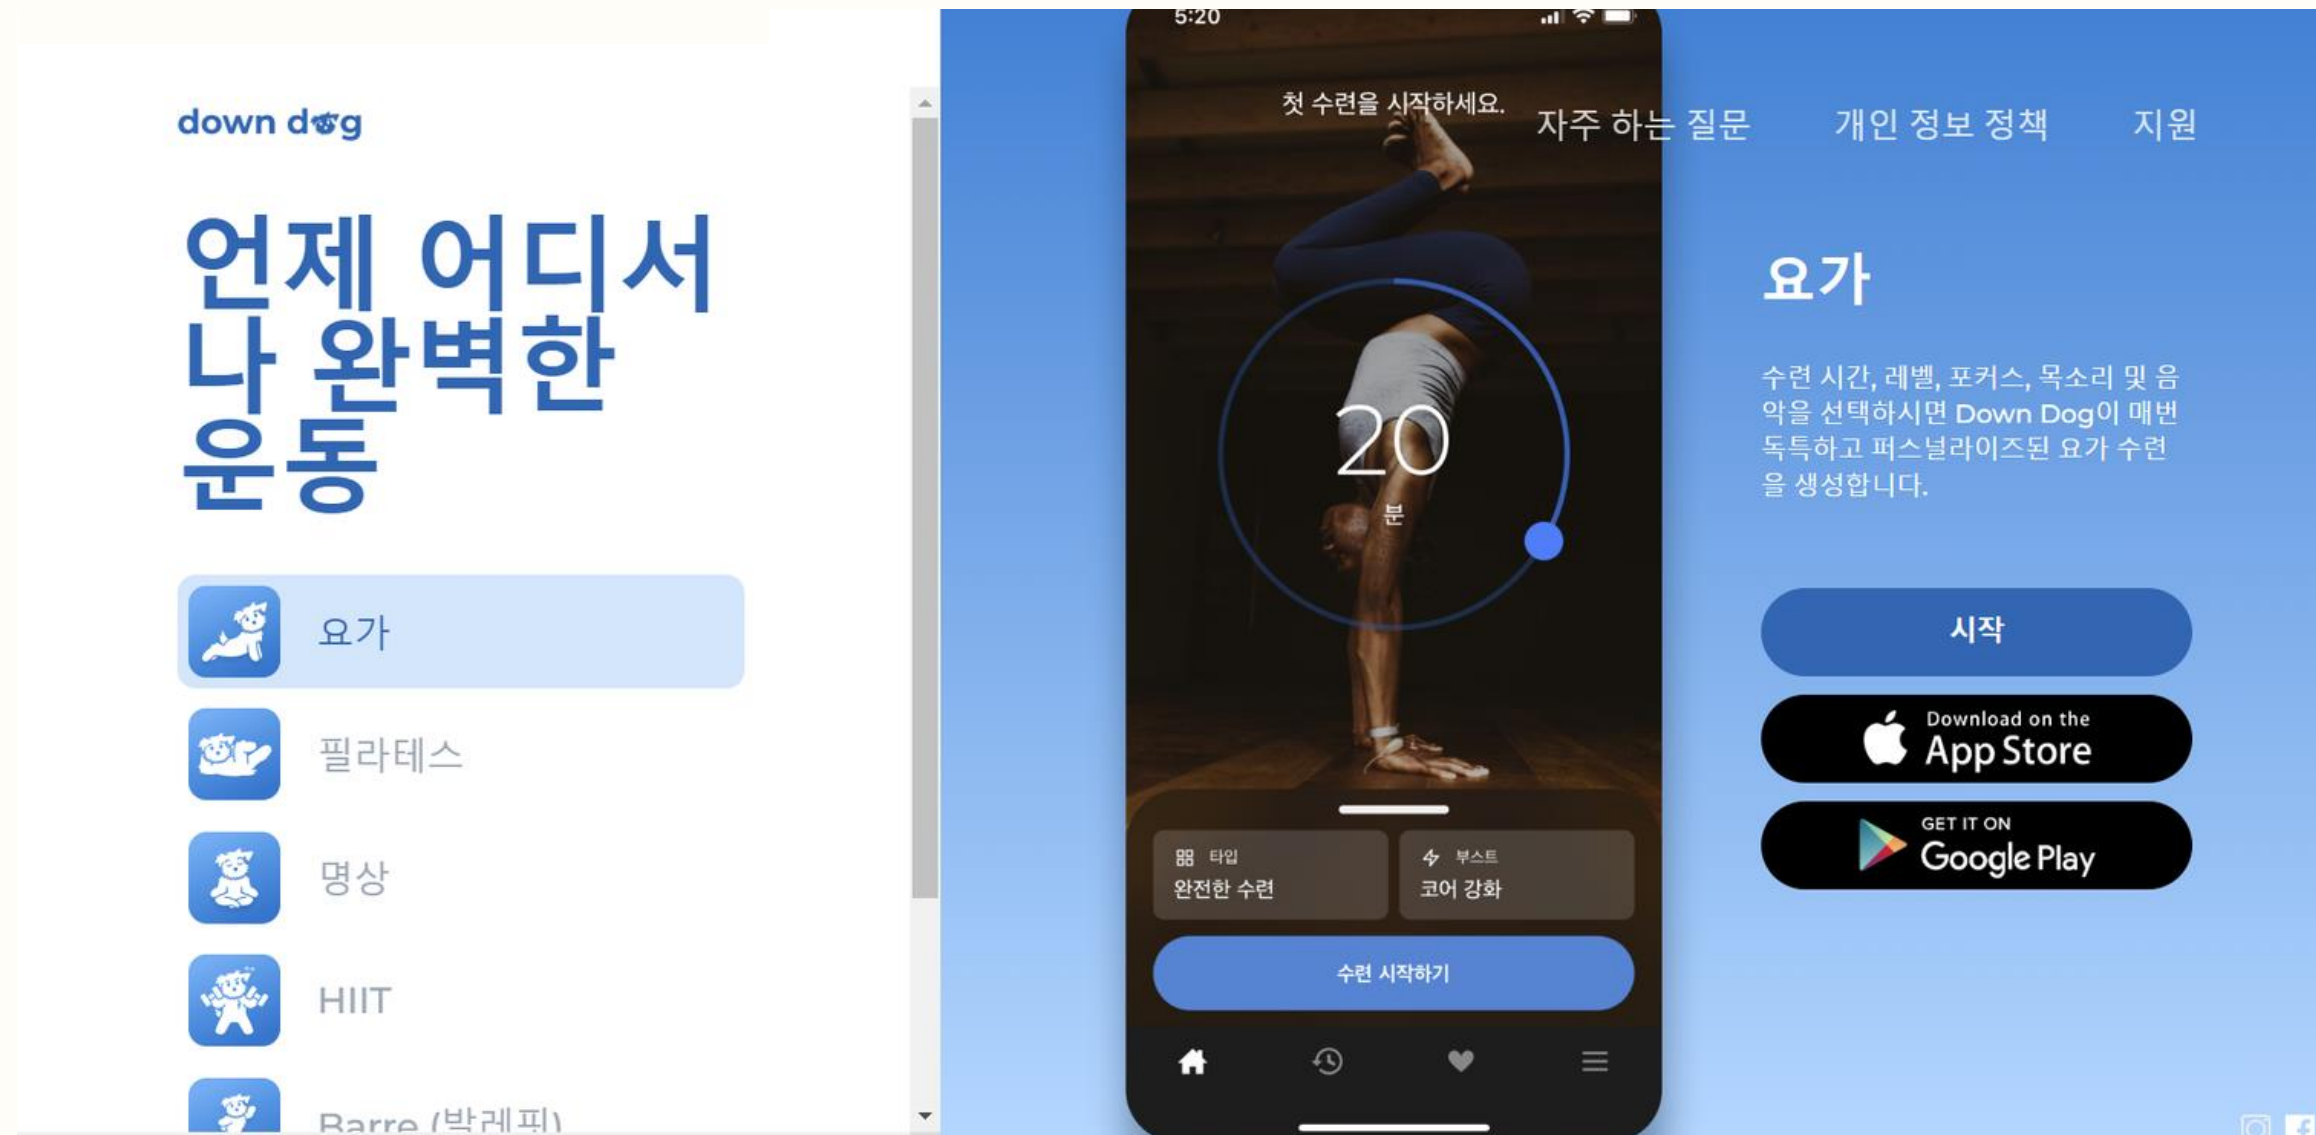 down dog
언제 어디서
나 완벽한
운동
요가
필라테스
명상
HIIT
Barre (발레핏)
5:20
첫 수련을 시작하세요.
20
분
타입
완전한 수련
부스트
코어 강화
수련 시작하기
자주 하는 질문
개인 정보 정책
지원
요가
수련 시간, 레벨, 포커스, 목소리 및 음
악을 선택하시면 Down Dog이 매번
독특하고 퍼스널라이즈된 요가 수련
을 생성합니다.
시작
Download on the
App Store
GET IT ON
Google Play